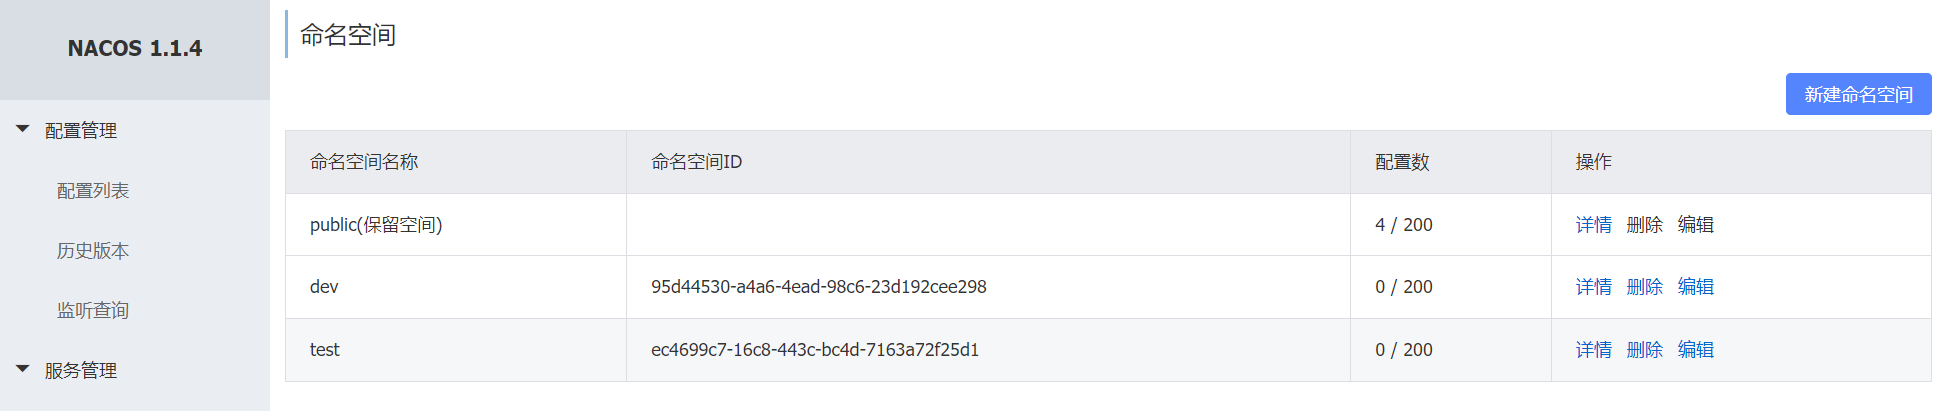 NACOS 1.1.4
配置管理
配置列表
历史版本
监听查询
服务管理
命名空间
新建命名空间
命名空间名称 命名空间ID 配置数 操作
public(保留空间) 4 / 200 详情 删除 编辑
dev 95d44530-a4a6-4ead-98c6-23d192cee298 0 / 200 详情 删除 编辑
test ec4699c7-16c8-443c-bc4d-7163a72f25d1 0 / 200 详情 删除 编辑